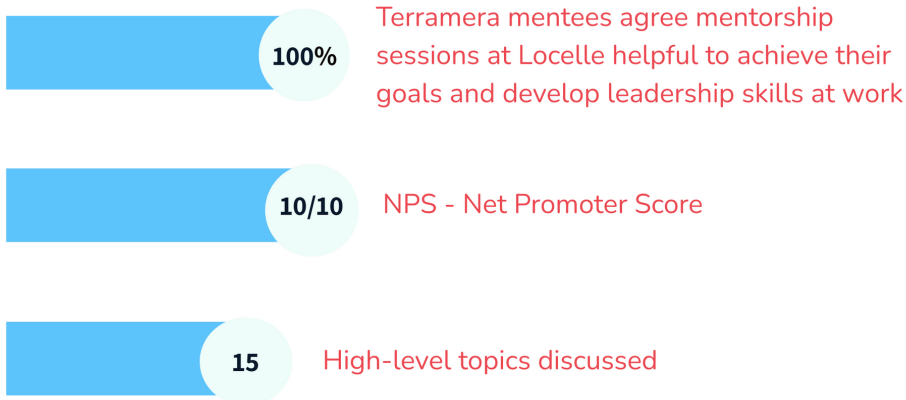 100%
Terramera mentees agree mentorship
sessions at Locelle helpful to achieve their
goals and develop leadership skills at work
10/10
NPS - Net Promoter Score
15
High-level topics discussed